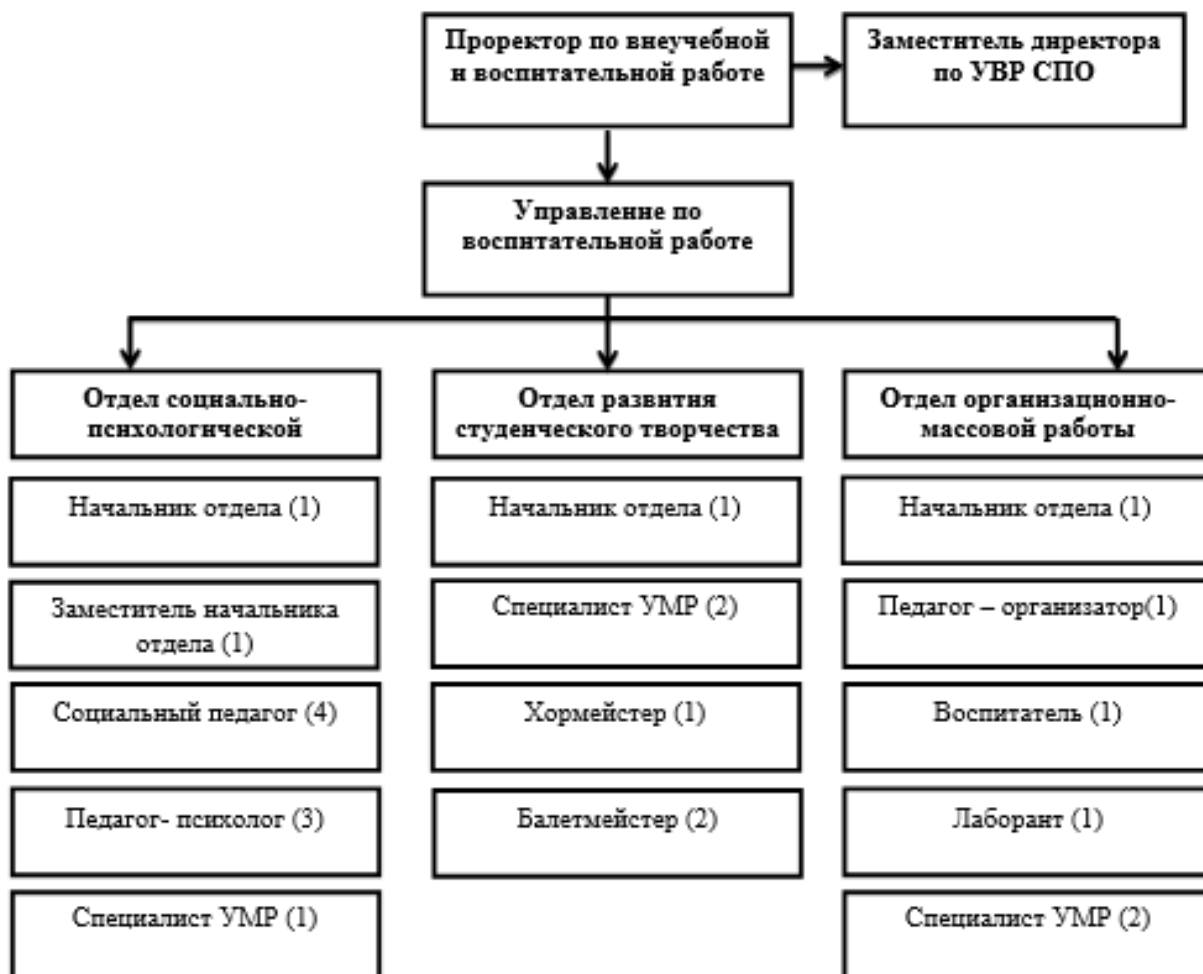 Проректор по внеучебной
и воспитательной работе
Заместитель директора
по УВР СПО
Управление по
воспитательной работе
Отдел социально-
психологической
Начальник отдела (1)
Заместитель начальника
отдела (1)
Социальный педагог (4)
Педагог- психолог (3)
Специалист УМР (1)
Отдел развития
студенческого творчества
Начальник отдела (1)
Специалист УМР (2)
Хормейстер (1)
Балетмейстер (2)
Отдел организационно-
массовой работы
Начальник отдела (1)
Педагог – организатор(1)
Воспитатель (1)
Лаборант (1)
Специалист УМР (2)